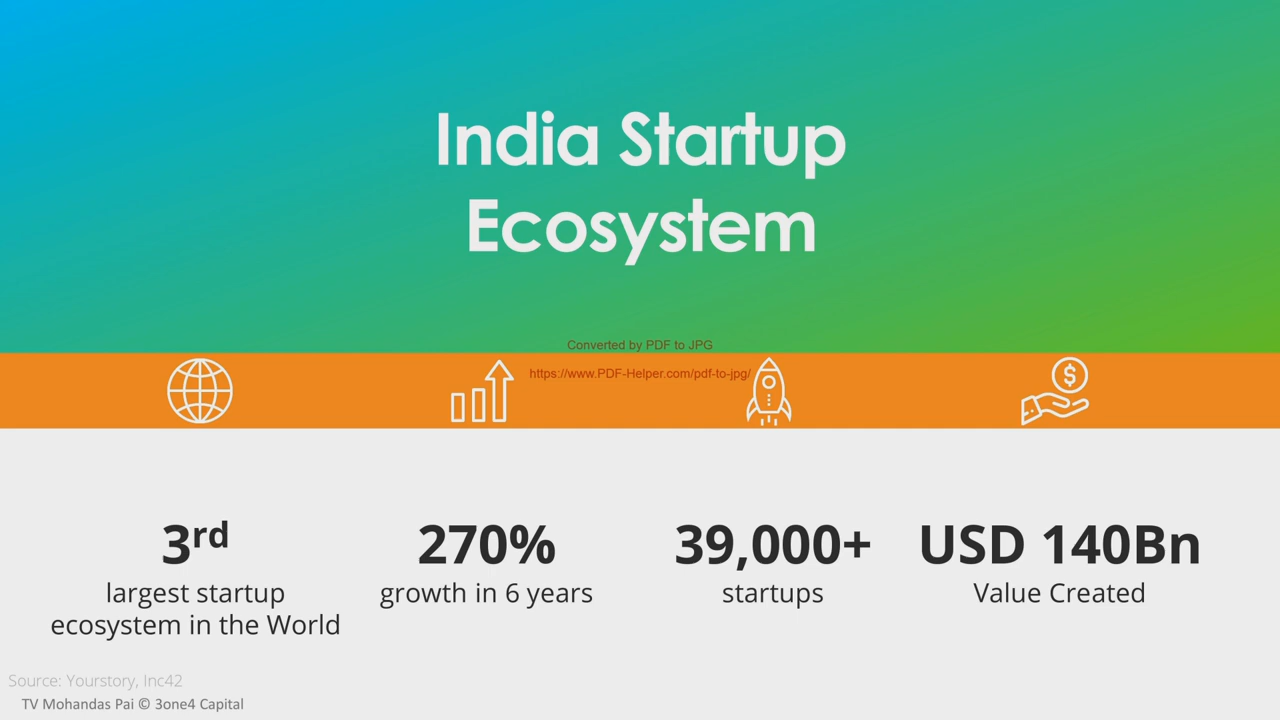 India Startup
Ecosystem
Converted by PDF to JPG
https://www.PDF-Helper.com/pdf-to-jpg/
$
3rd
largest startup
ecosystem in the World
270%
growth in 6 years
39,000+
startups
USD 140Bn
Value Created
Source: Yourstory, Inc42
TV Mohandas Pai © 3one4 Capital